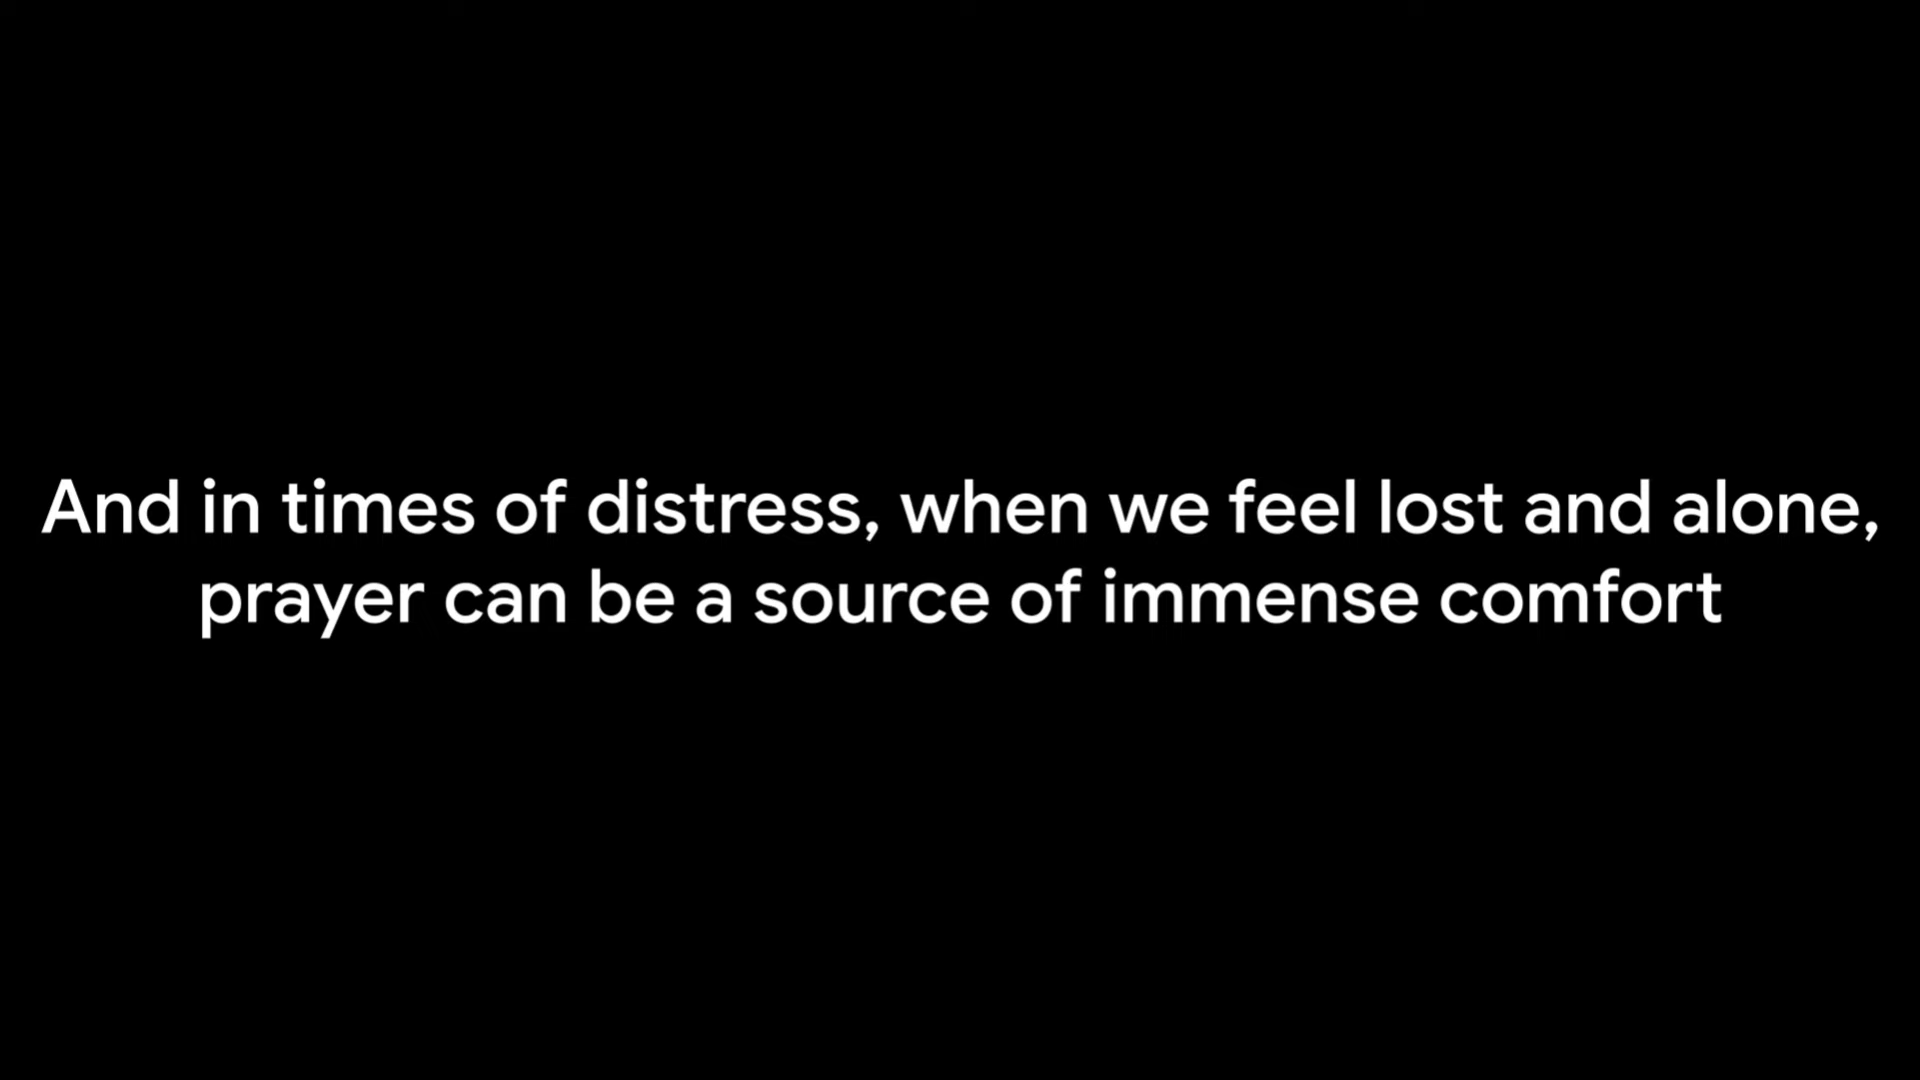 And in times of distress, when we feel lost and alone,
prayer can be a source of immense comfort